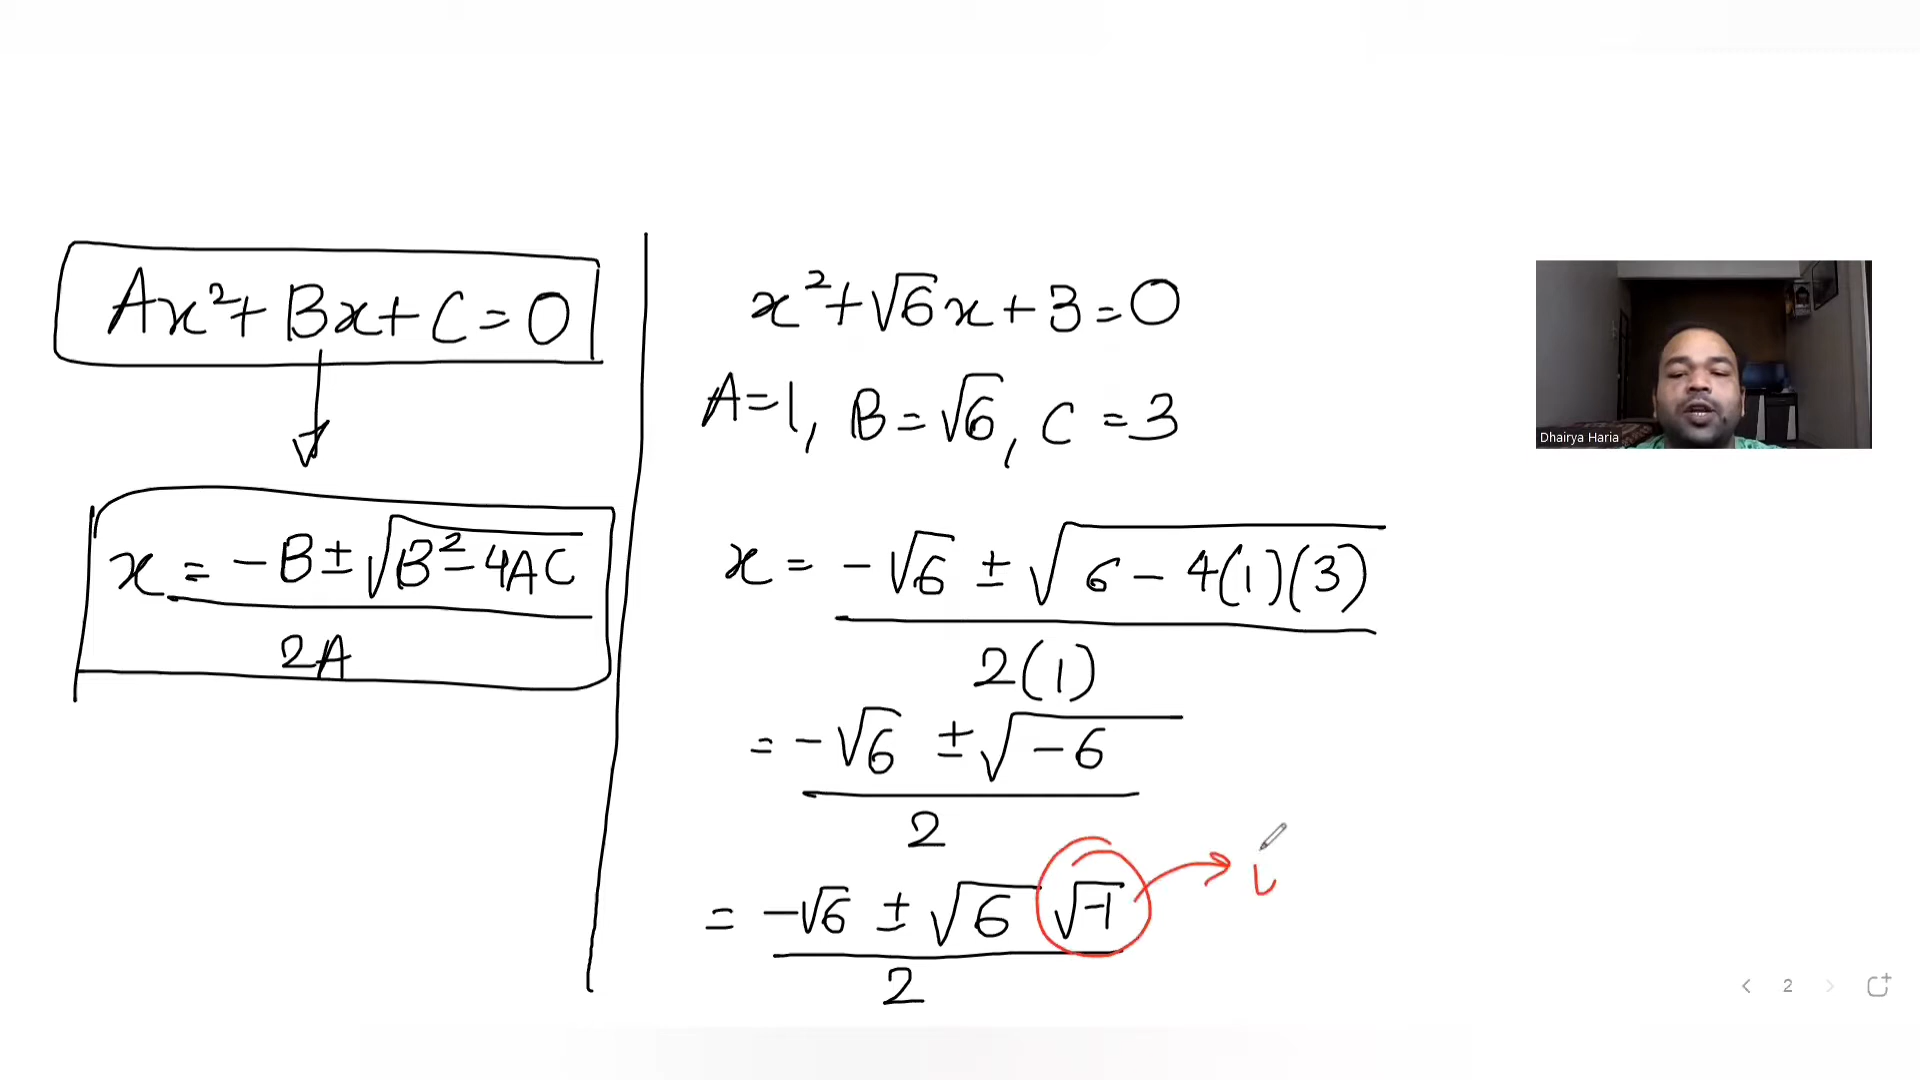 Ax²+Bx+C=0
x = -B±√B²-4AC
2A
x²+√6x+3=0
A=1, B=√6, C=3
x = -√6 ± √6-4(1)(3)
2(1)
= -√6 ±√-6
2
= -√6 ± √6 √-1 → i
2
Dhairya Haria
< 2 >